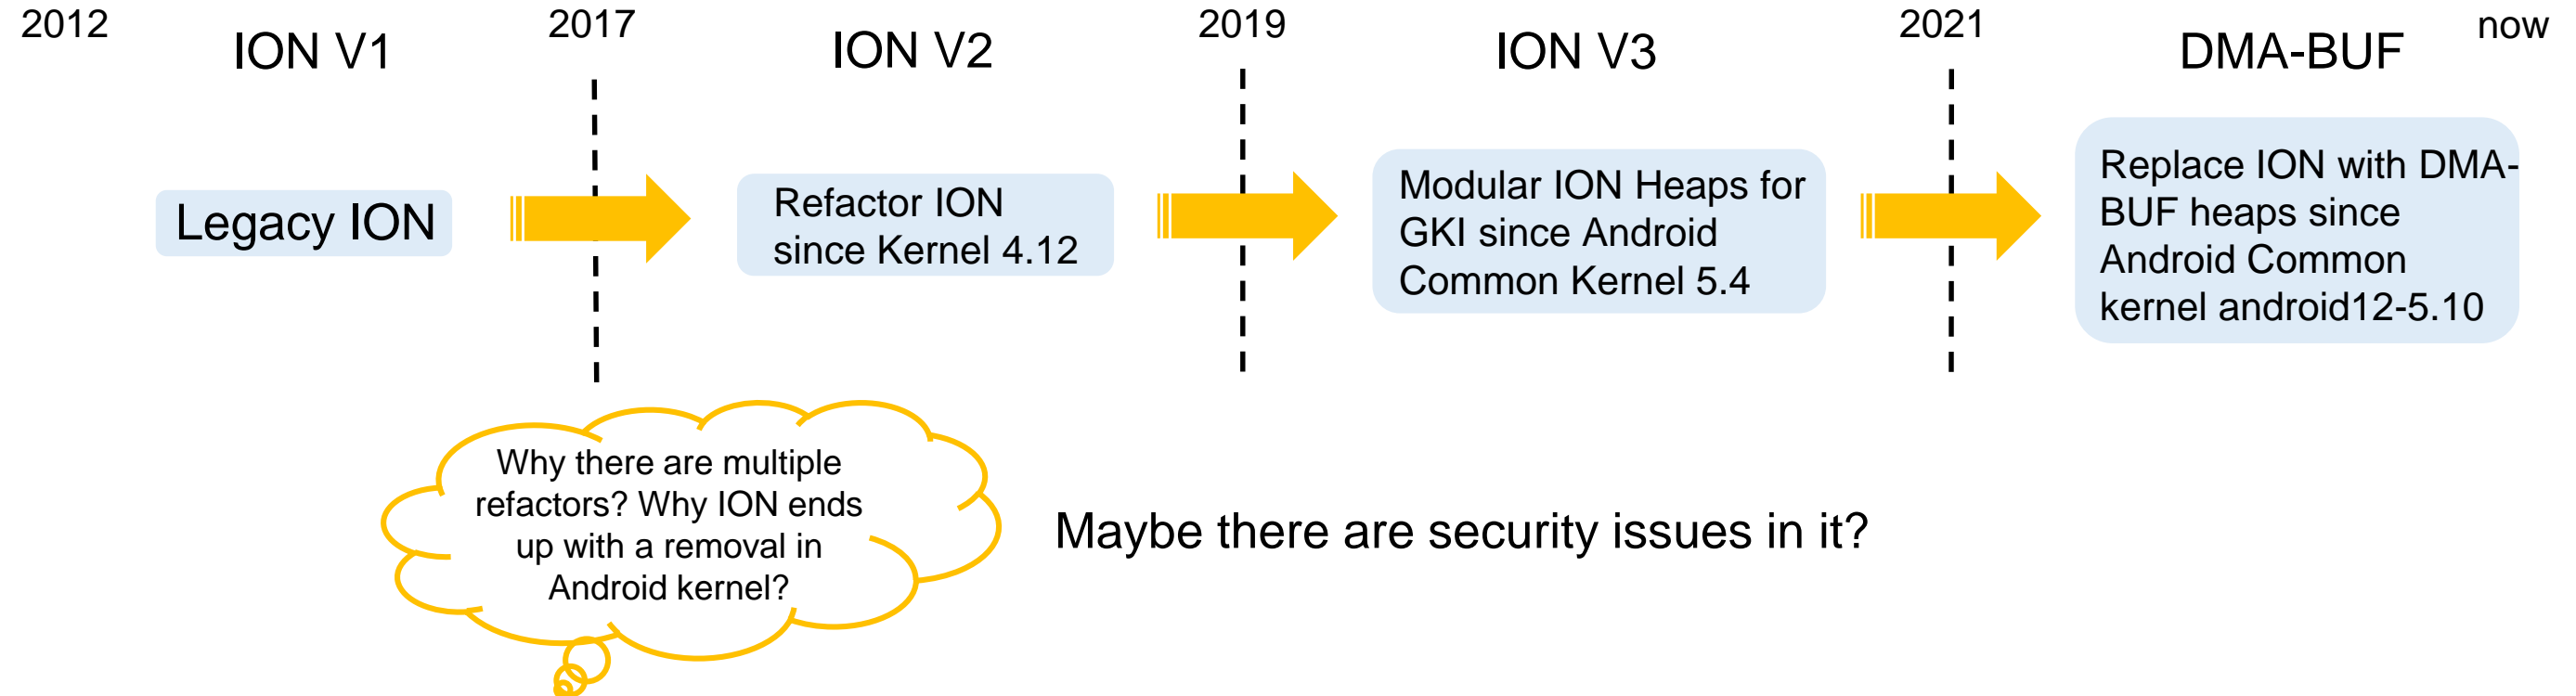 2012
ION V1
2017
ION V2
2019
ION V3
2021
DMA-BUF
now
Legacy ION
Refactor ION
since Kernel 4.12
Modular ION Heaps for
GKI since Android
Common Kernel 5.4
Replace ION with DMA-
BUF heaps since
Android Common
kernel android12-5.10
Why there are multiple
refactors? Why ION ends
up with a removal in
Android kernel?
Maybe there are security issues in it?